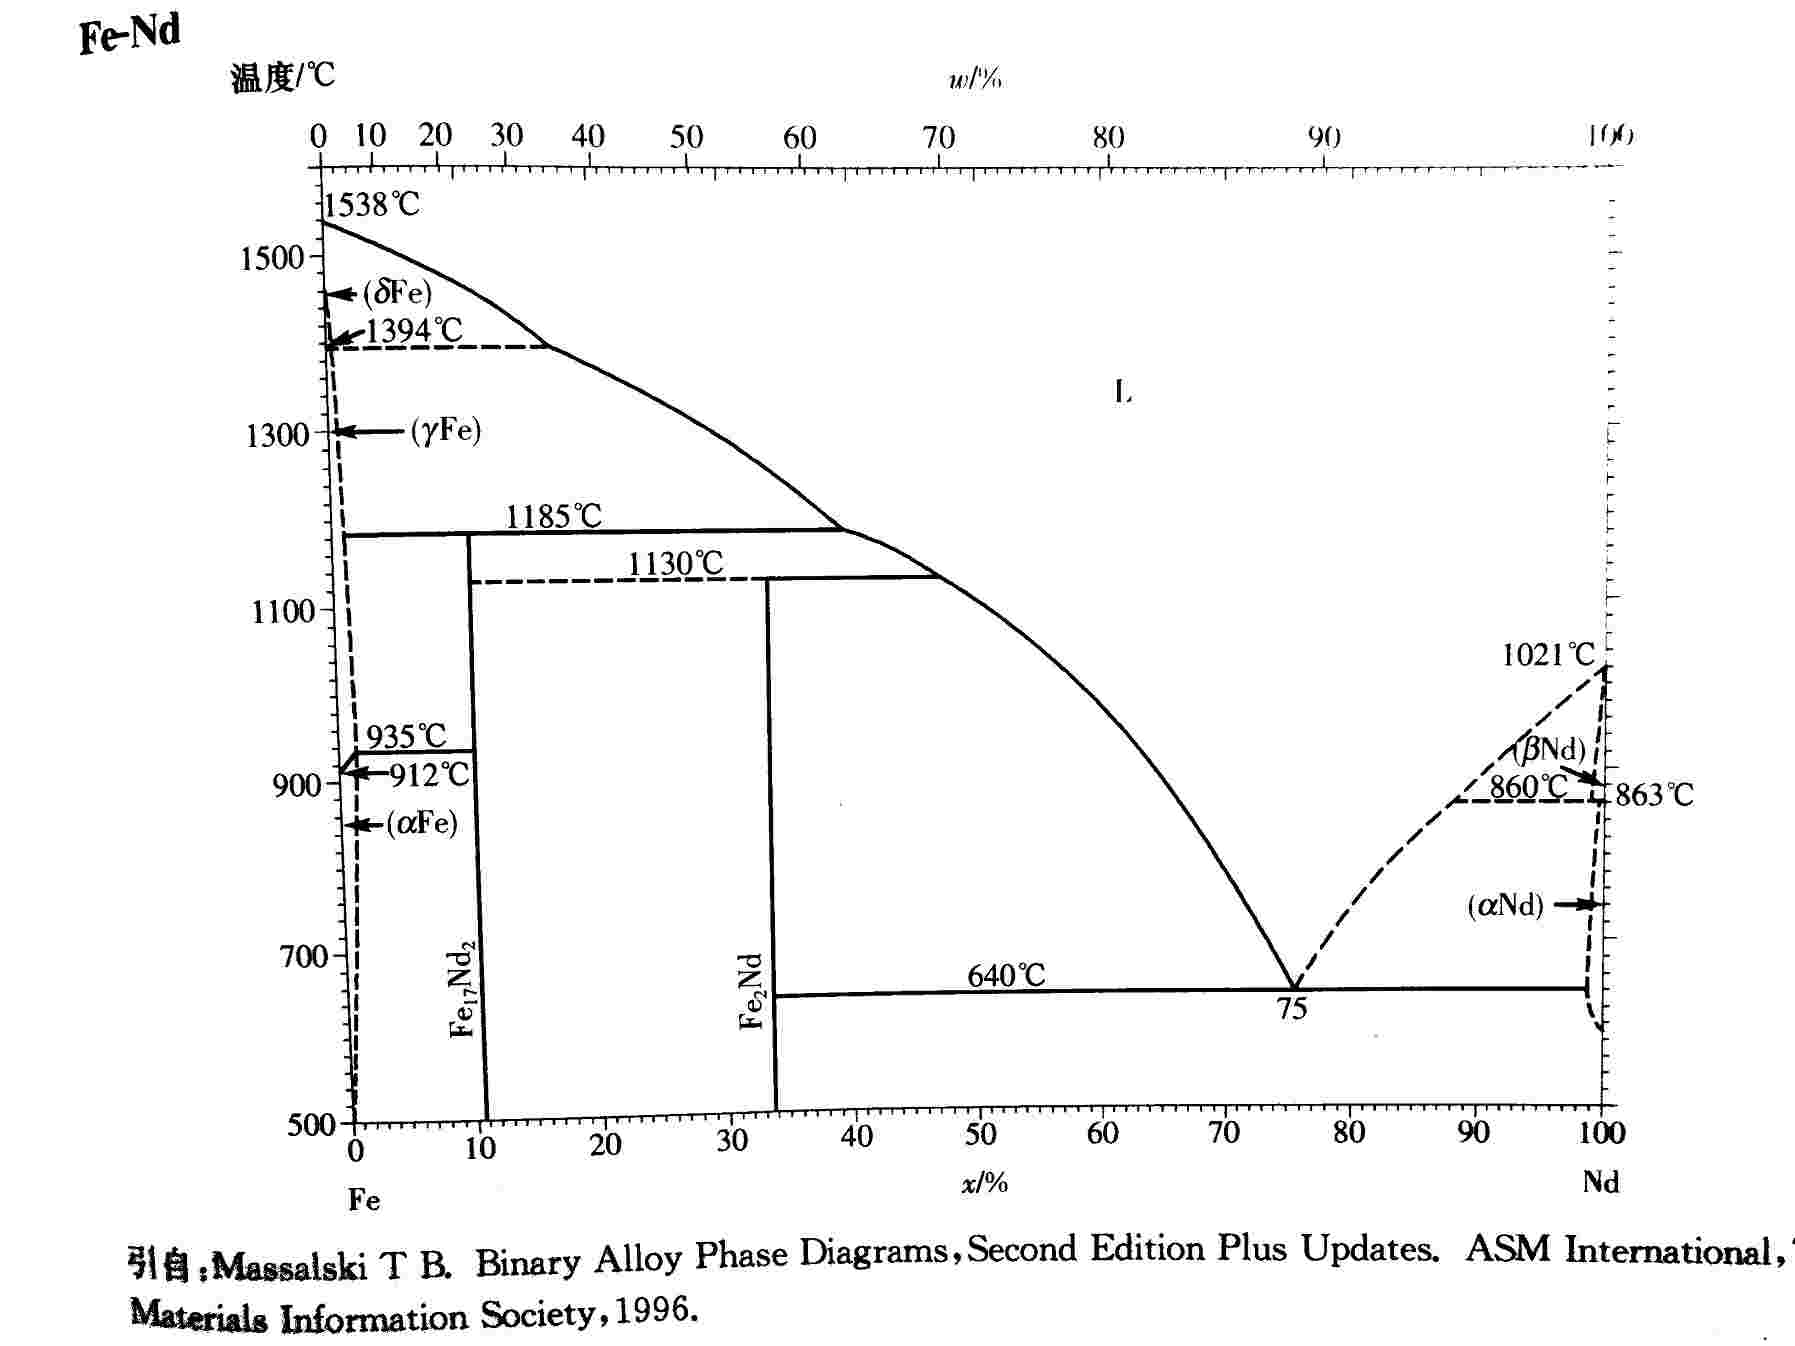 Fe-Nd
温度/℃
w/%
0 10 20 30 40 50 60 70 80 90 100
1538℃
1500
(δFe)
1394℃
L
1300
(γFe)
1185℃
1130℃
1100
1021℃
935℃
(βNd)
900
912℃
860℃
863℃
(αFe)
(αNd)
700
Fe₁₇Nd₂
Fe₂Nd
640℃
75
500
0 10 20 30 40 50 60 70 80 90 100
x/%
Fe
Nd
引自:Massalski T B. Binary Alloy Phase Diagrams, Second Edition Plus Updates. ASM International,
Materials Information Society, 1996.